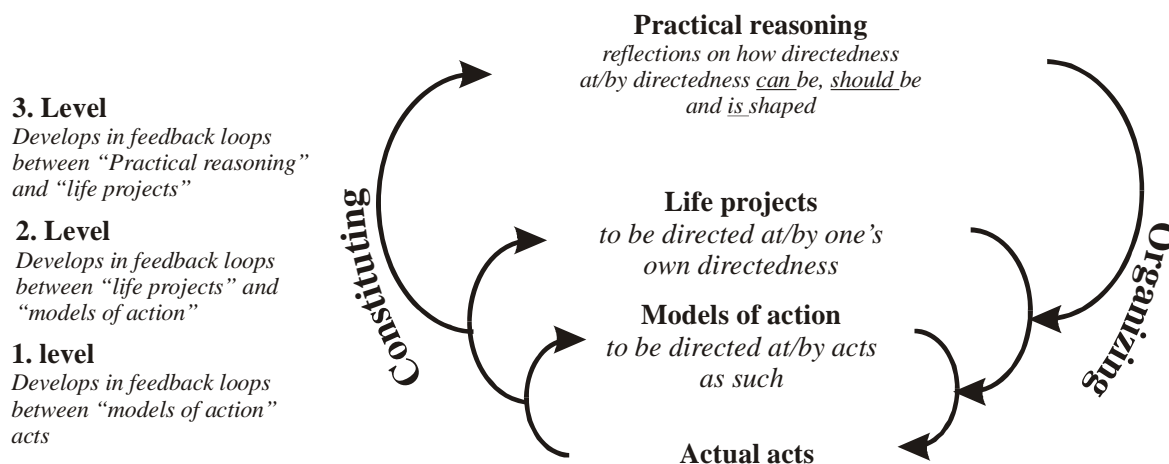 Practical reasoning
reflections on how directedness
at/by directedness can be, should be
and is shaped
3. Level
Develops in feedback loops
between “Practical reasoning”
and “life projects”
Life projects
to be directed at/by one’s
own directedness
2. Level
Develops in feedback loops
between “life projects” and
“models of action”
Models of action
to be directed at/by acts
as such
1. level
Develops in feedback loops
between “models of action”
acts
Actual acts
Constituting
Organizing